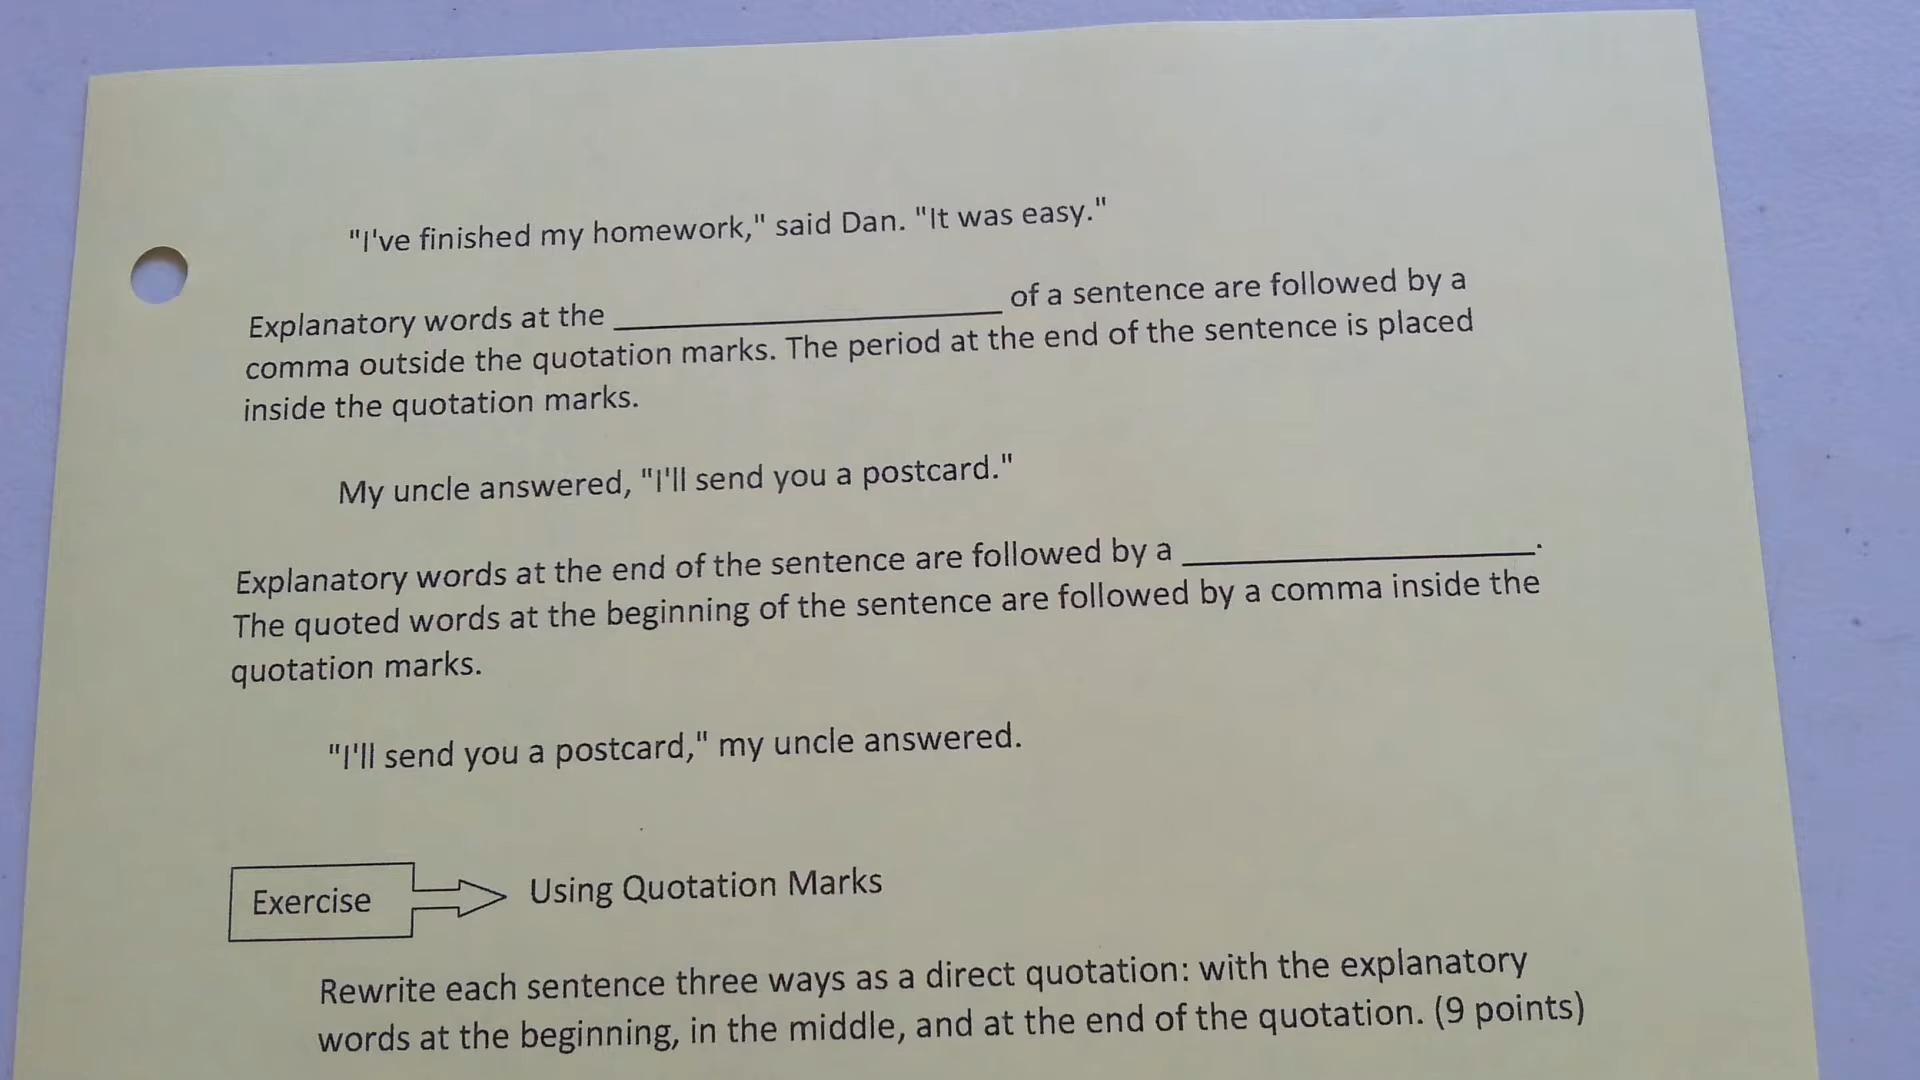 "I've finished my homework," said Dan. "It was easy."
Explanatory words at the ____________________ of a sentence are followed by a
comma outside the quotation marks. The period at the end of the sentence is placed
inside the quotation marks.
My uncle answered, "I'll send you a postcard."
Explanatory words at the end of the sentence are followed by a ____________________.
The quoted words at the beginning of the sentence are followed by a comma inside the
quotation marks.
"I'll send you a postcard," my uncle answered.
Exercise Using Quotation Marks
Rewrite each sentence three ways as a direct quotation: with the explanatory
words at the beginning, in the middle, and at the end of the quotation. (9 points)